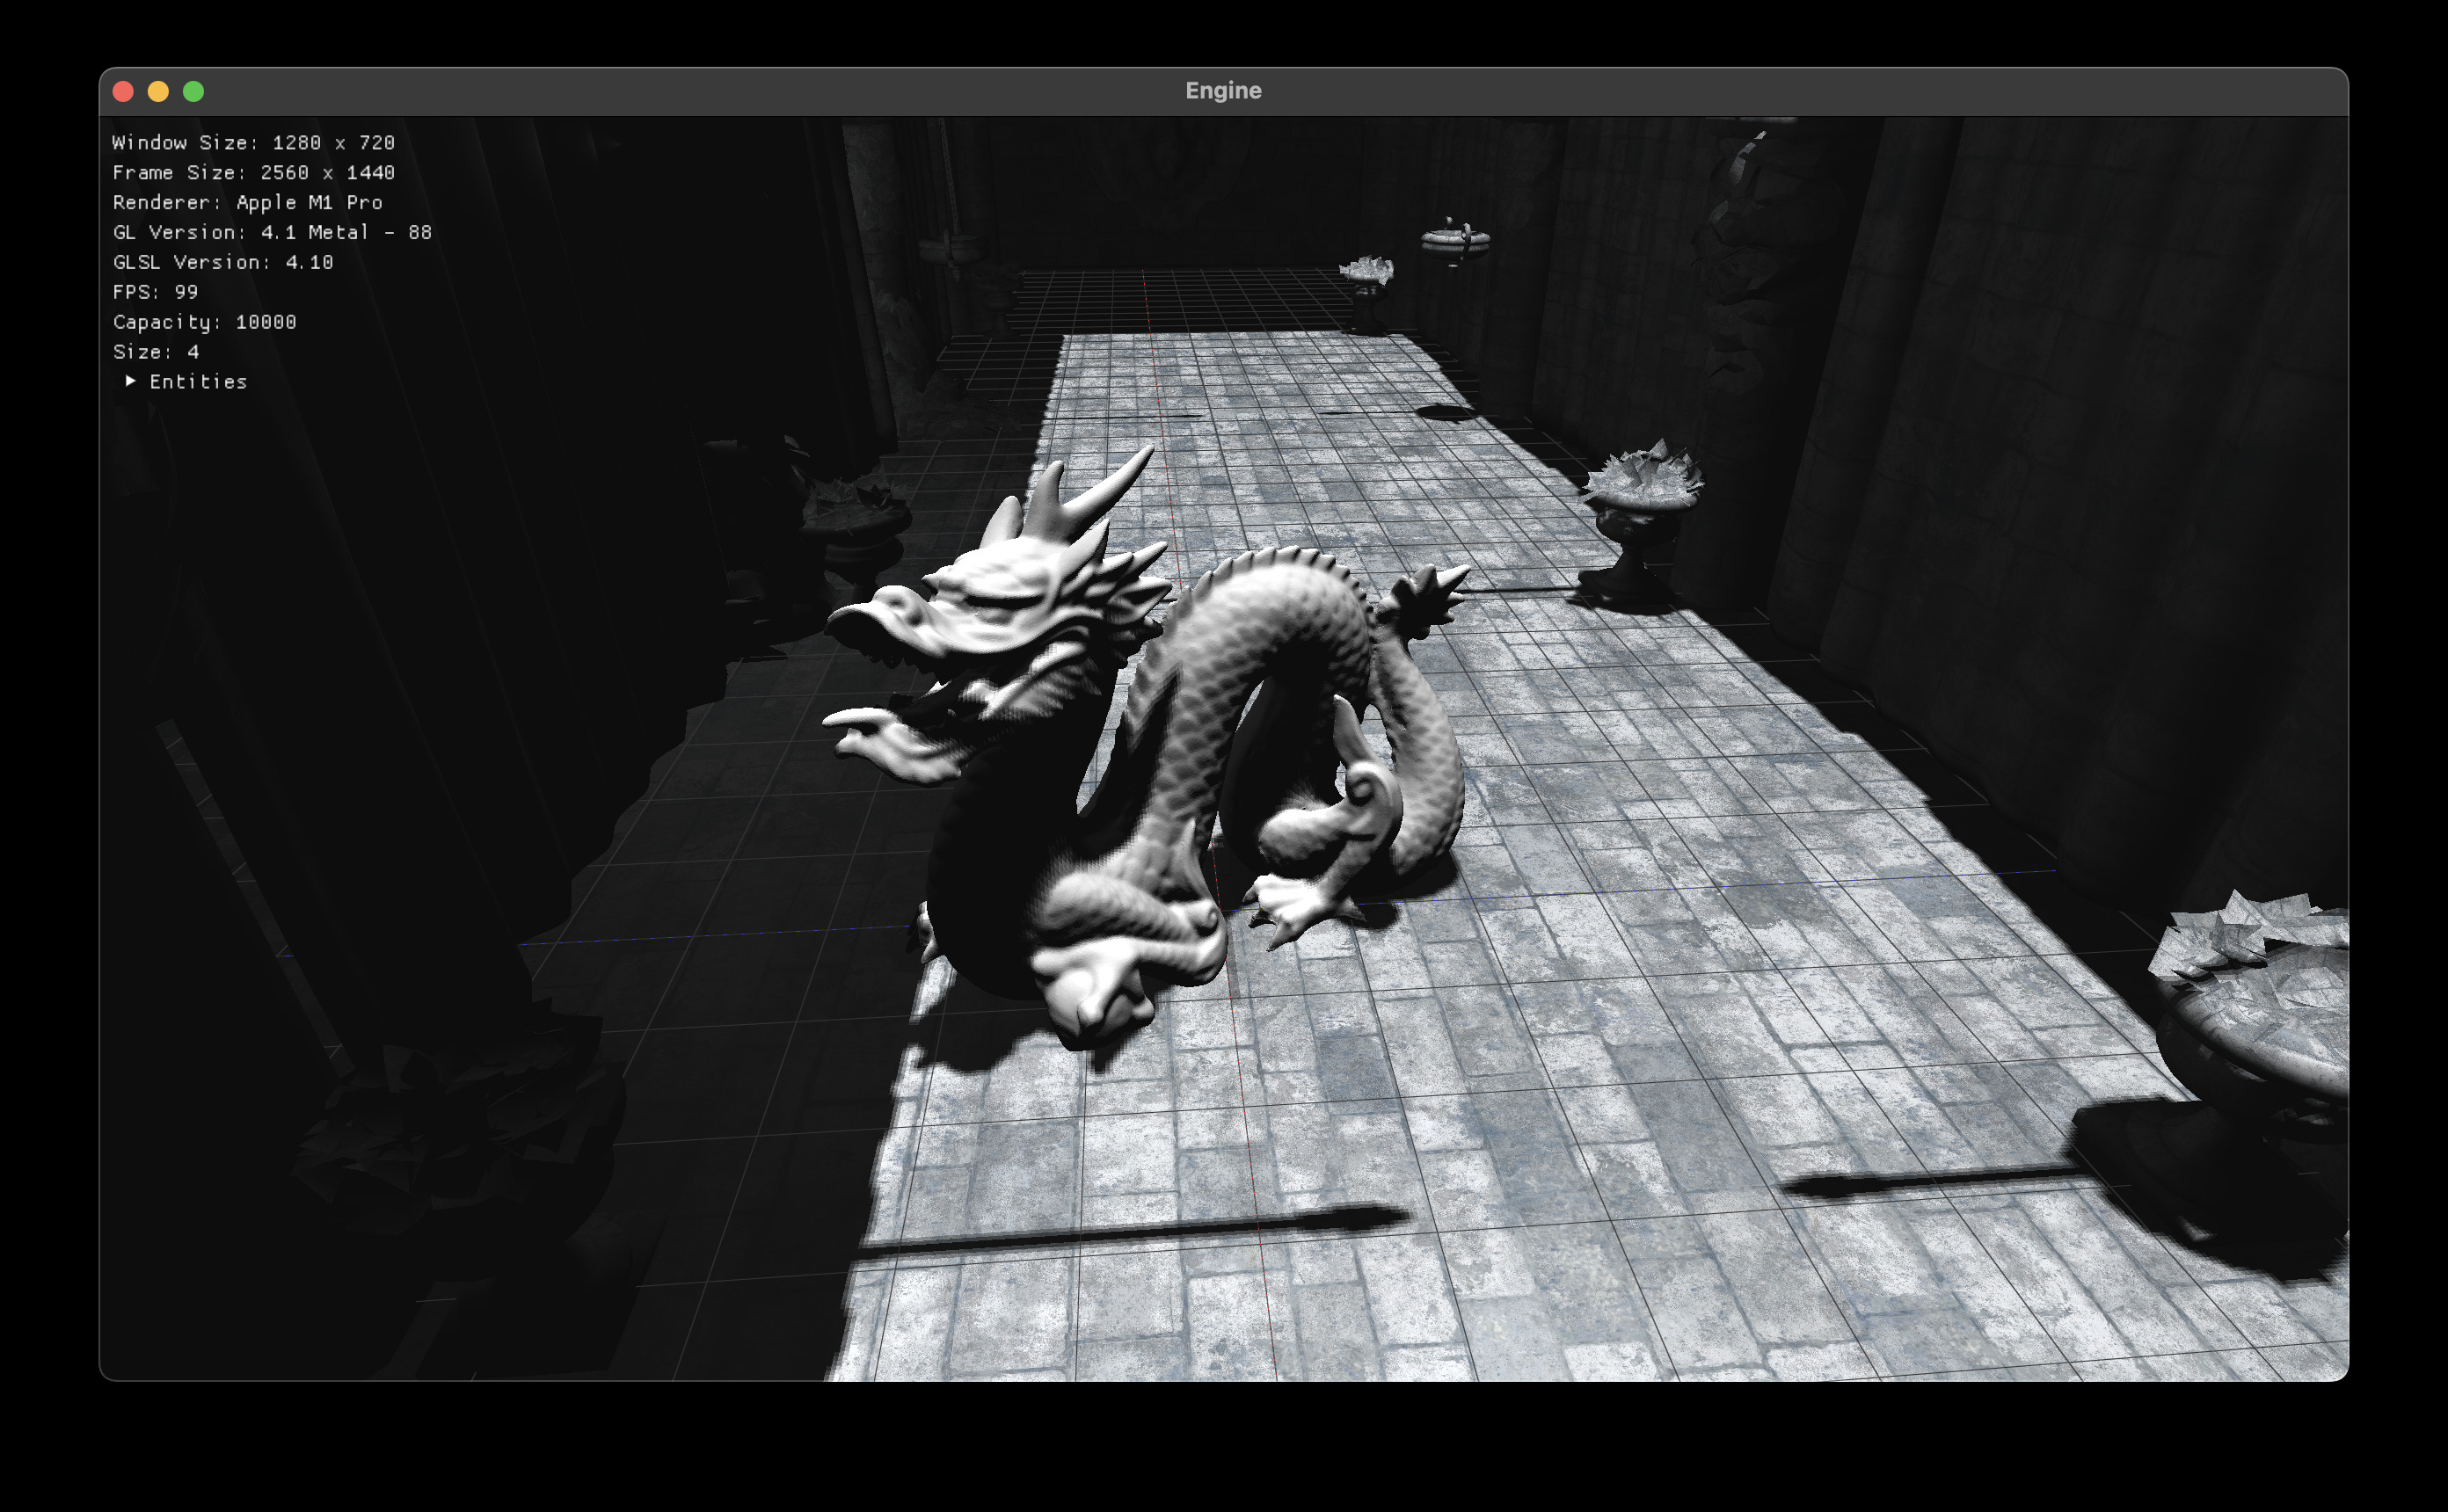 Engine
Window Size: 1280 x 720
Frame Size: 2560 x 1440
Renderer: Apple M1 Pro
GL Version: 4.1 Metal - 88
GLSL Version: 4.10
FPS: 99
Capacity: 10000
Size: 4
Entities